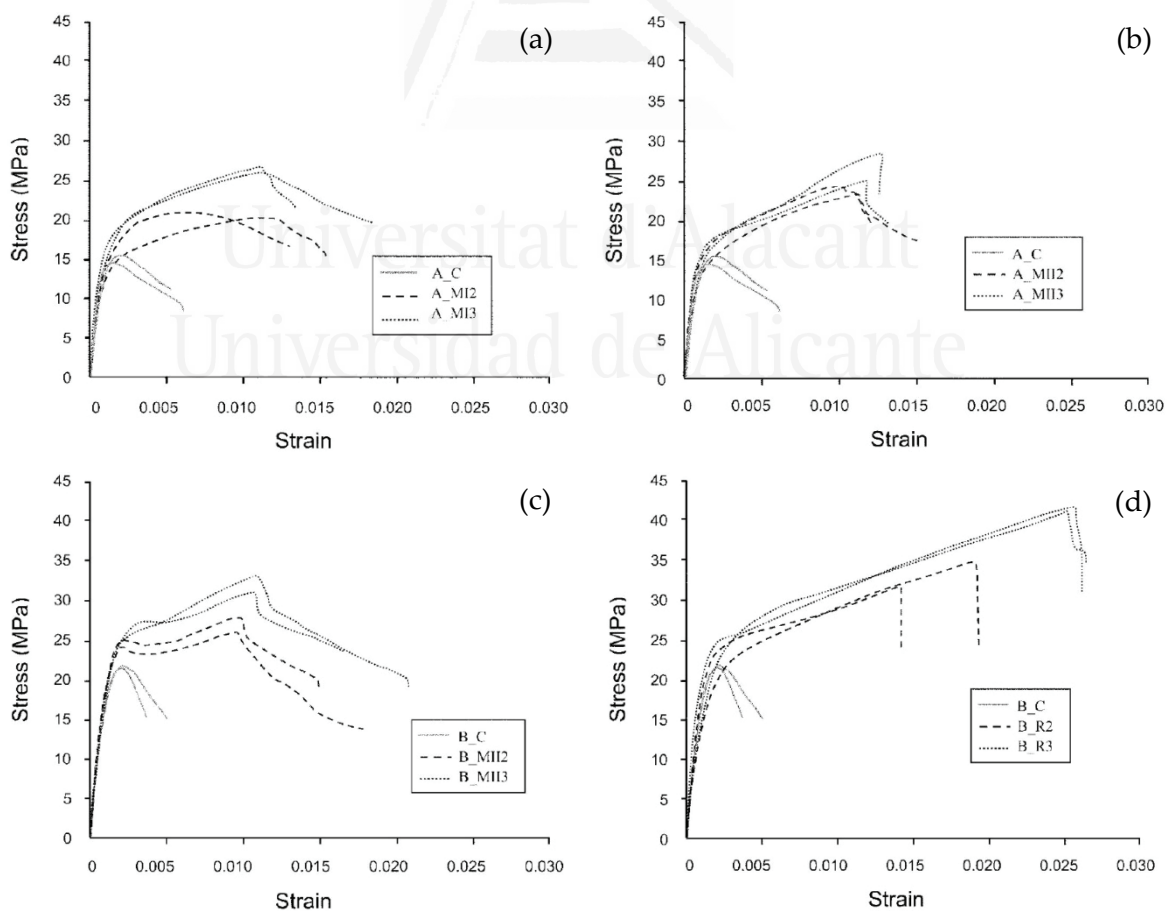 (a)
45
40
35
30
25
20
15
10
5
0
Stress (MPa)
A_C
A_MI2
A_MI3
0 0.005 0.010 0.015 0.020 0.025 0.030
Strain
(b)
45
40
35
30
25
20
15
10
5
0
Stress (MPa)
A_C
A_MII2
A_MII3
0 0.005 0.010 0.015 0.020 0.025 0.030
Strain
Universitat d'Alacant
Universidad de Alicante
(c)
45
40
35
30
25
20
15
10
5
0
Stress (MPa)
B_C
B_MII2
B_MII3
0 0.005 0.010 0.015 0.020 0.025 0.030
Strain
(d)
45
40
35
30
25
20
15
10
5
0
Stress (MPa)
B_C
B_R2
B_R3
0 0.005 0.010 0.015 0.020 0.025 0.030
Strain